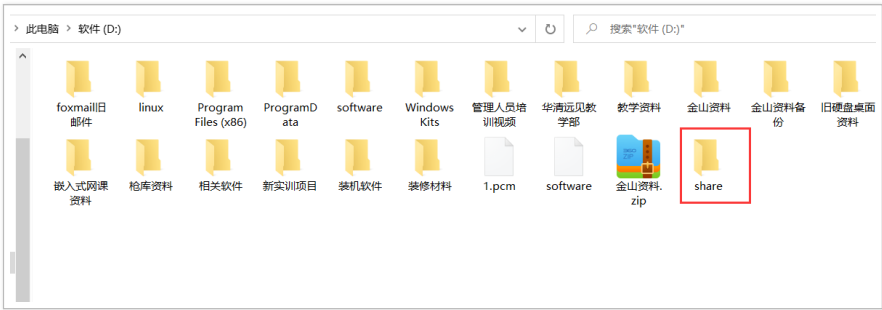 此电脑 > 软件 (D:)
搜索"软件 (D:)"
foxmail旧
邮件
linux
Program
Files (x86)
ProgramD
ata
software
Windows
Kits
管理人员培
训视频
华清远见教
学部
教学资料
金山资料
金山资料备
份
旧硬盘桌面
资料
嵌入式网课
资料
枪库资料
相关软件
新实训项目
装机软件
装修材料
1.pcm
software
金山资料.
zip
share